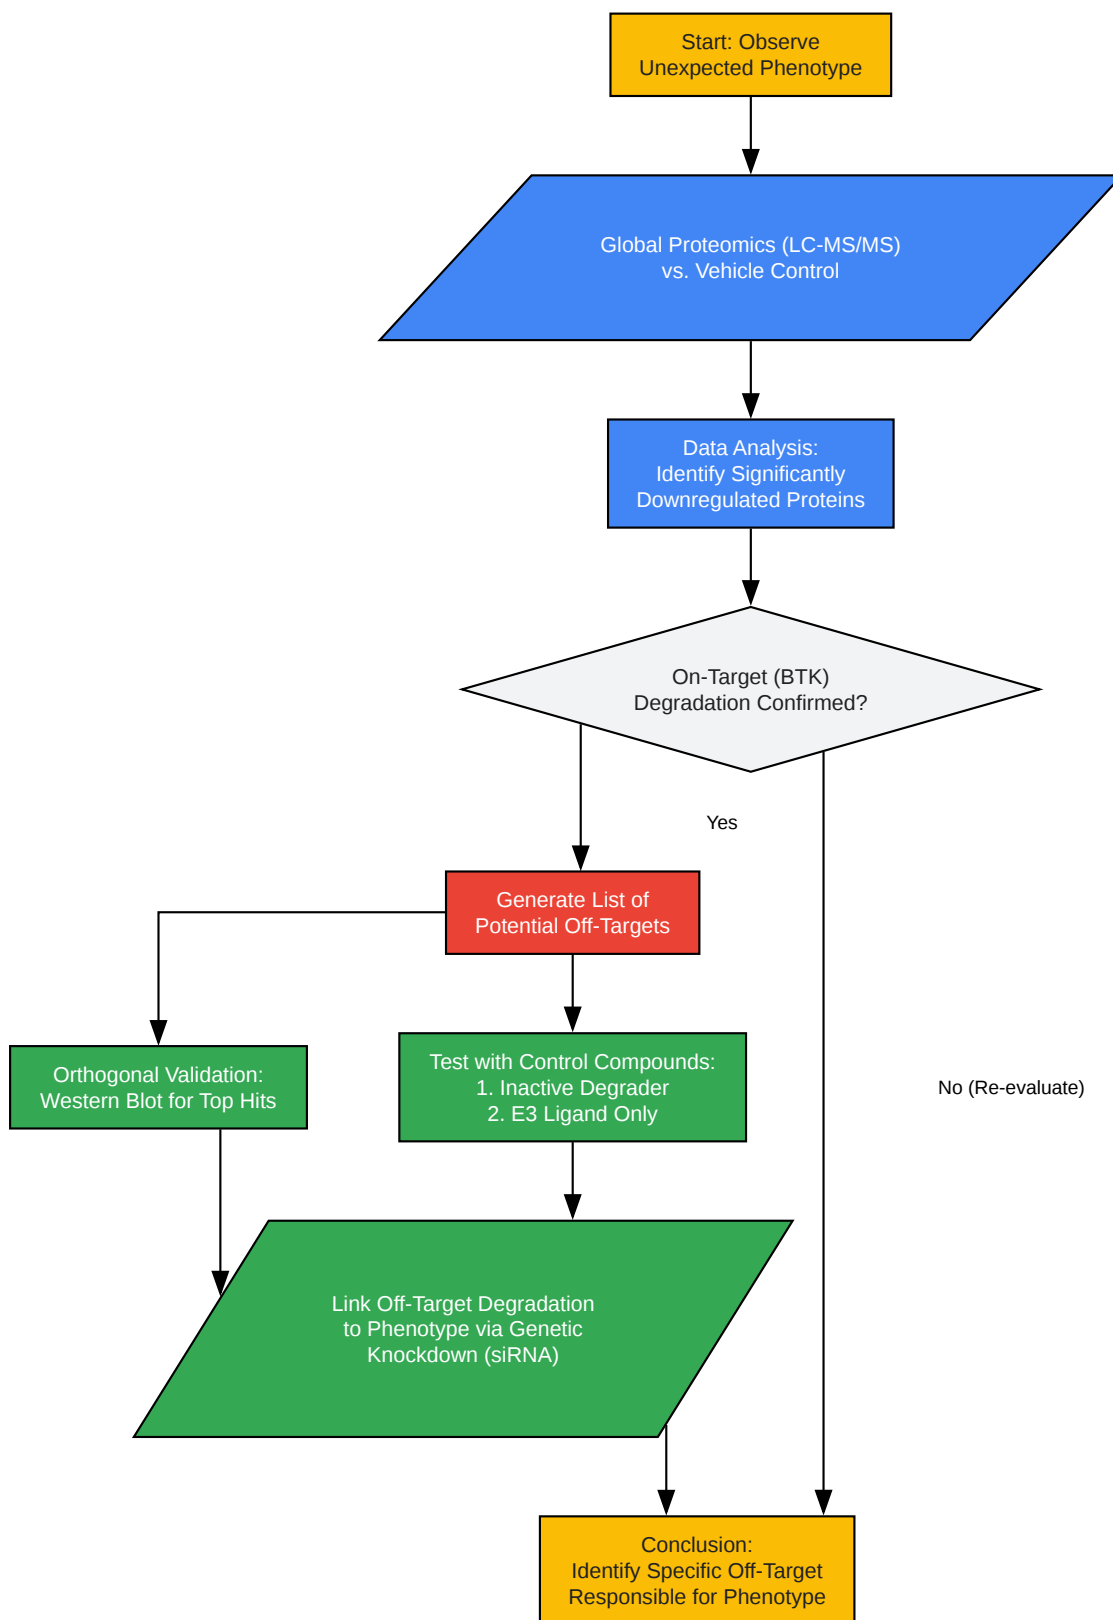 Start: Observe
Unexpected Phenotype
Global Proteomics (LC-MS/MS)
vs. Vehicle Control
Data Analysis:
Identify Significantly
Downregulated Proteins
On-Target (BTK)
Degradation Confirmed?
Yes
Generate List of
Potential Off-Targets
Orthogonal Validation:
Western Blot for Top Hits
Test with Control Compounds:
1. Inactive Degrader
2. E3 Ligand Only
No (Re-evaluate)
Link Off-Target Degradation
to Phenotype via Genetic
Knockdown (siRNA)
Conclusion:
Identify Specific Off-Target
Responsible for Phenotype